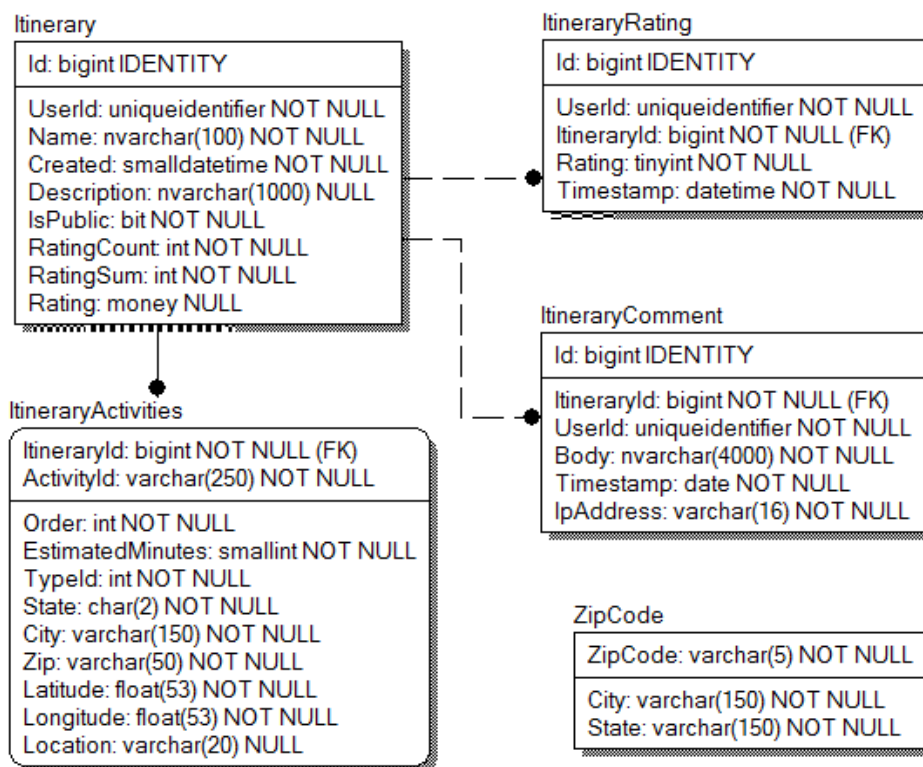 Itinerary
Id: bigint IDENTITY
UserId: uniqueidentifier NOT NULL
Name: nvarchar(100) NOT NULL
Created: smalldatetime NOT NULL
Description: nvarchar(1000) NULL
IsPublic: bit NOT NULL
RatingCount: int NOT NULL
RatingSum: int NOT NULL
Rating: money NULL
ItineraryRating
Id: bigint IDENTITY
UserId: uniqueidentifier NOT NULL
ItineraryId: bigint NOT NULL (FK)
Rating: tinyint NOT NULL
Timestamp: datetime NOT NULL
ItineraryComment
Id: bigint IDENTITY
ItineraryId: bigint NOT NULL (FK)
UserId: uniqueidentifier NOT NULL
Body: nvarchar(4000) NOT NULL
Timestamp: date NOT NULL
IpAddress: varchar(16) NOT NULL
ItineraryActivities
ItineraryId: bigint NOT NULL (FK)
ActivityId: varchar(250) NOT NULL
Order: int NOT NULL
EstimatedMinutes: smallint NOT NULL
TypeId: int NOT NULL
State: char(2) NOT NULL
City: varchar(150) NOT NULL
Zip: varchar(50) NOT NULL
Latitude: float(53) NOT NULL
Longitude: float(53) NOT NULL
Location: varchar(20) NULL
ZipCode
ZipCode: varchar(5) NOT NULL
City: varchar(150) NOT NULL
State: varchar(150) NOT NULL